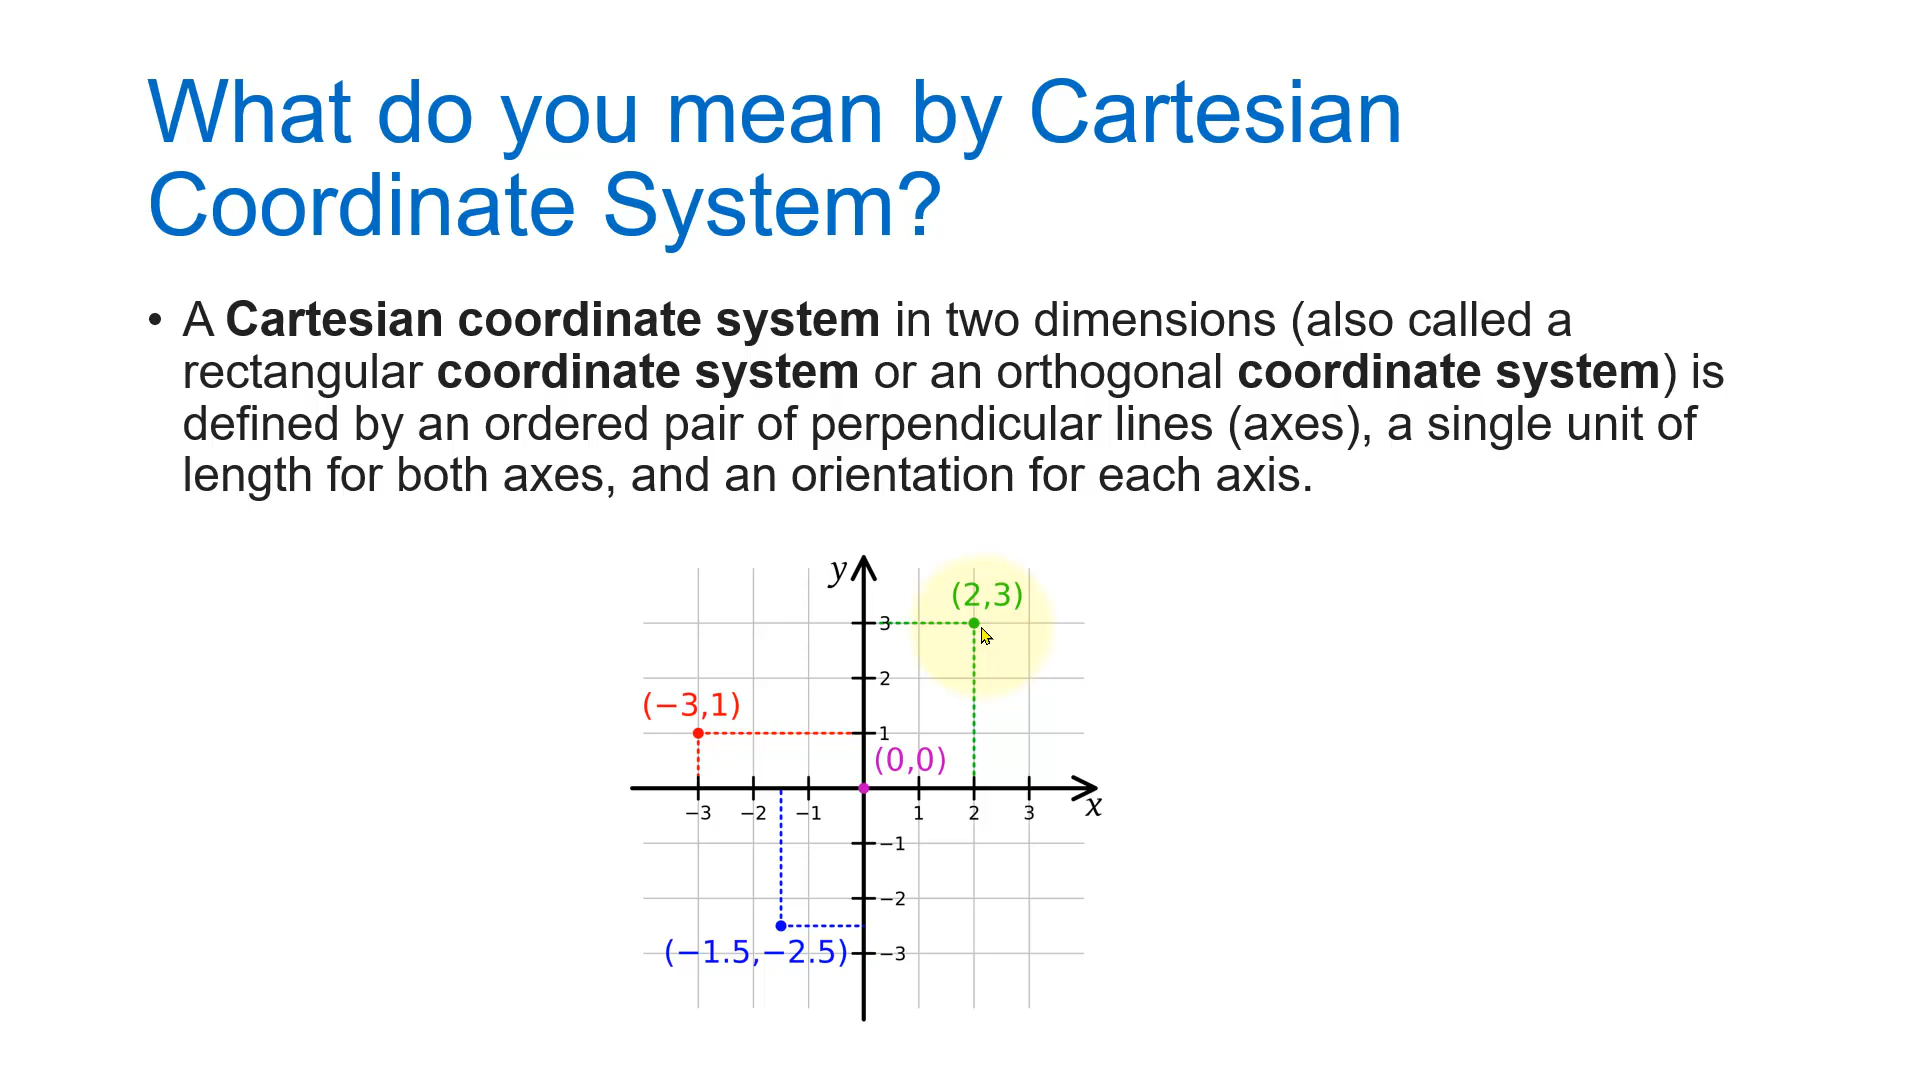 What do you mean by Cartesian
Coordinate System?
• A Cartesian coordinate system in two dimensions (also called a
rectangular coordinate system or an orthogonal coordinate system) is
defined by an ordered pair of perpendicular lines (axes), a single unit of
length for both axes, and an orientation for each axis.
y
(2,3)
3
2
(−3,1)
1
(0,0)
x
−3 −2 −1 1 2 3
−1
−2
(−1.5,−2.5)
−3